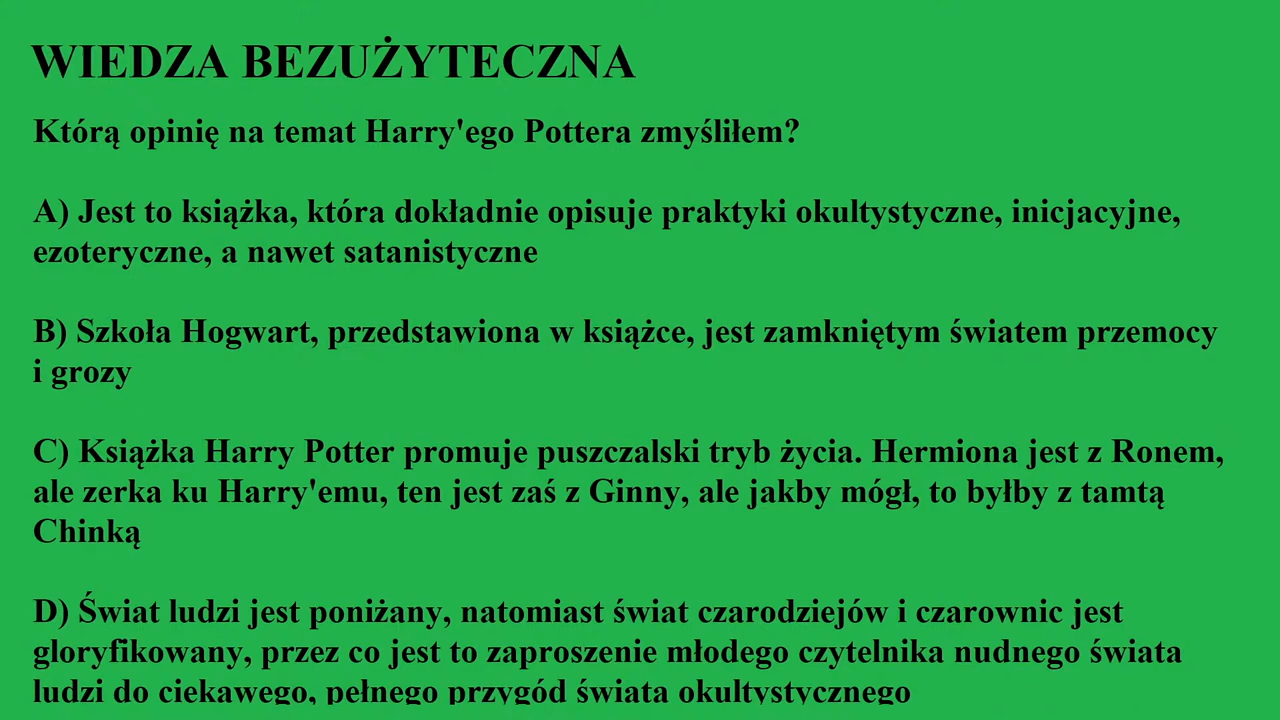 WIEDZA BEZUŻYTECZNA
Którą opinię na temat Harry'ego Pottera zmyśliłem?
A) Jest to książka, która dokładnie opisuje praktyki okultystyczne, inicjacyjne,
ezoteryczne, a nawet satanistyczne
B) Szkoła Hogwart, przedstawiona w książce, jest zamkniętym światem przemocy
i grozy
C) Książka Harry Potter promuje puszczalski tryb życia. Hermiona jest z Ronem,
ale zerka ku Harry'emu, ten jest zaś z Ginny, ale jakby mógł, to byłby z tamtą
Chinką
D) Świat ludzi jest poniżany, natomiast świat czarodziejów i czarownic jest
gloryfikowany, przez co jest to zaproszenie młodego czytelnika nudnego świata
ludzi do ciekawego, pełnego przygód świata okultystycznego